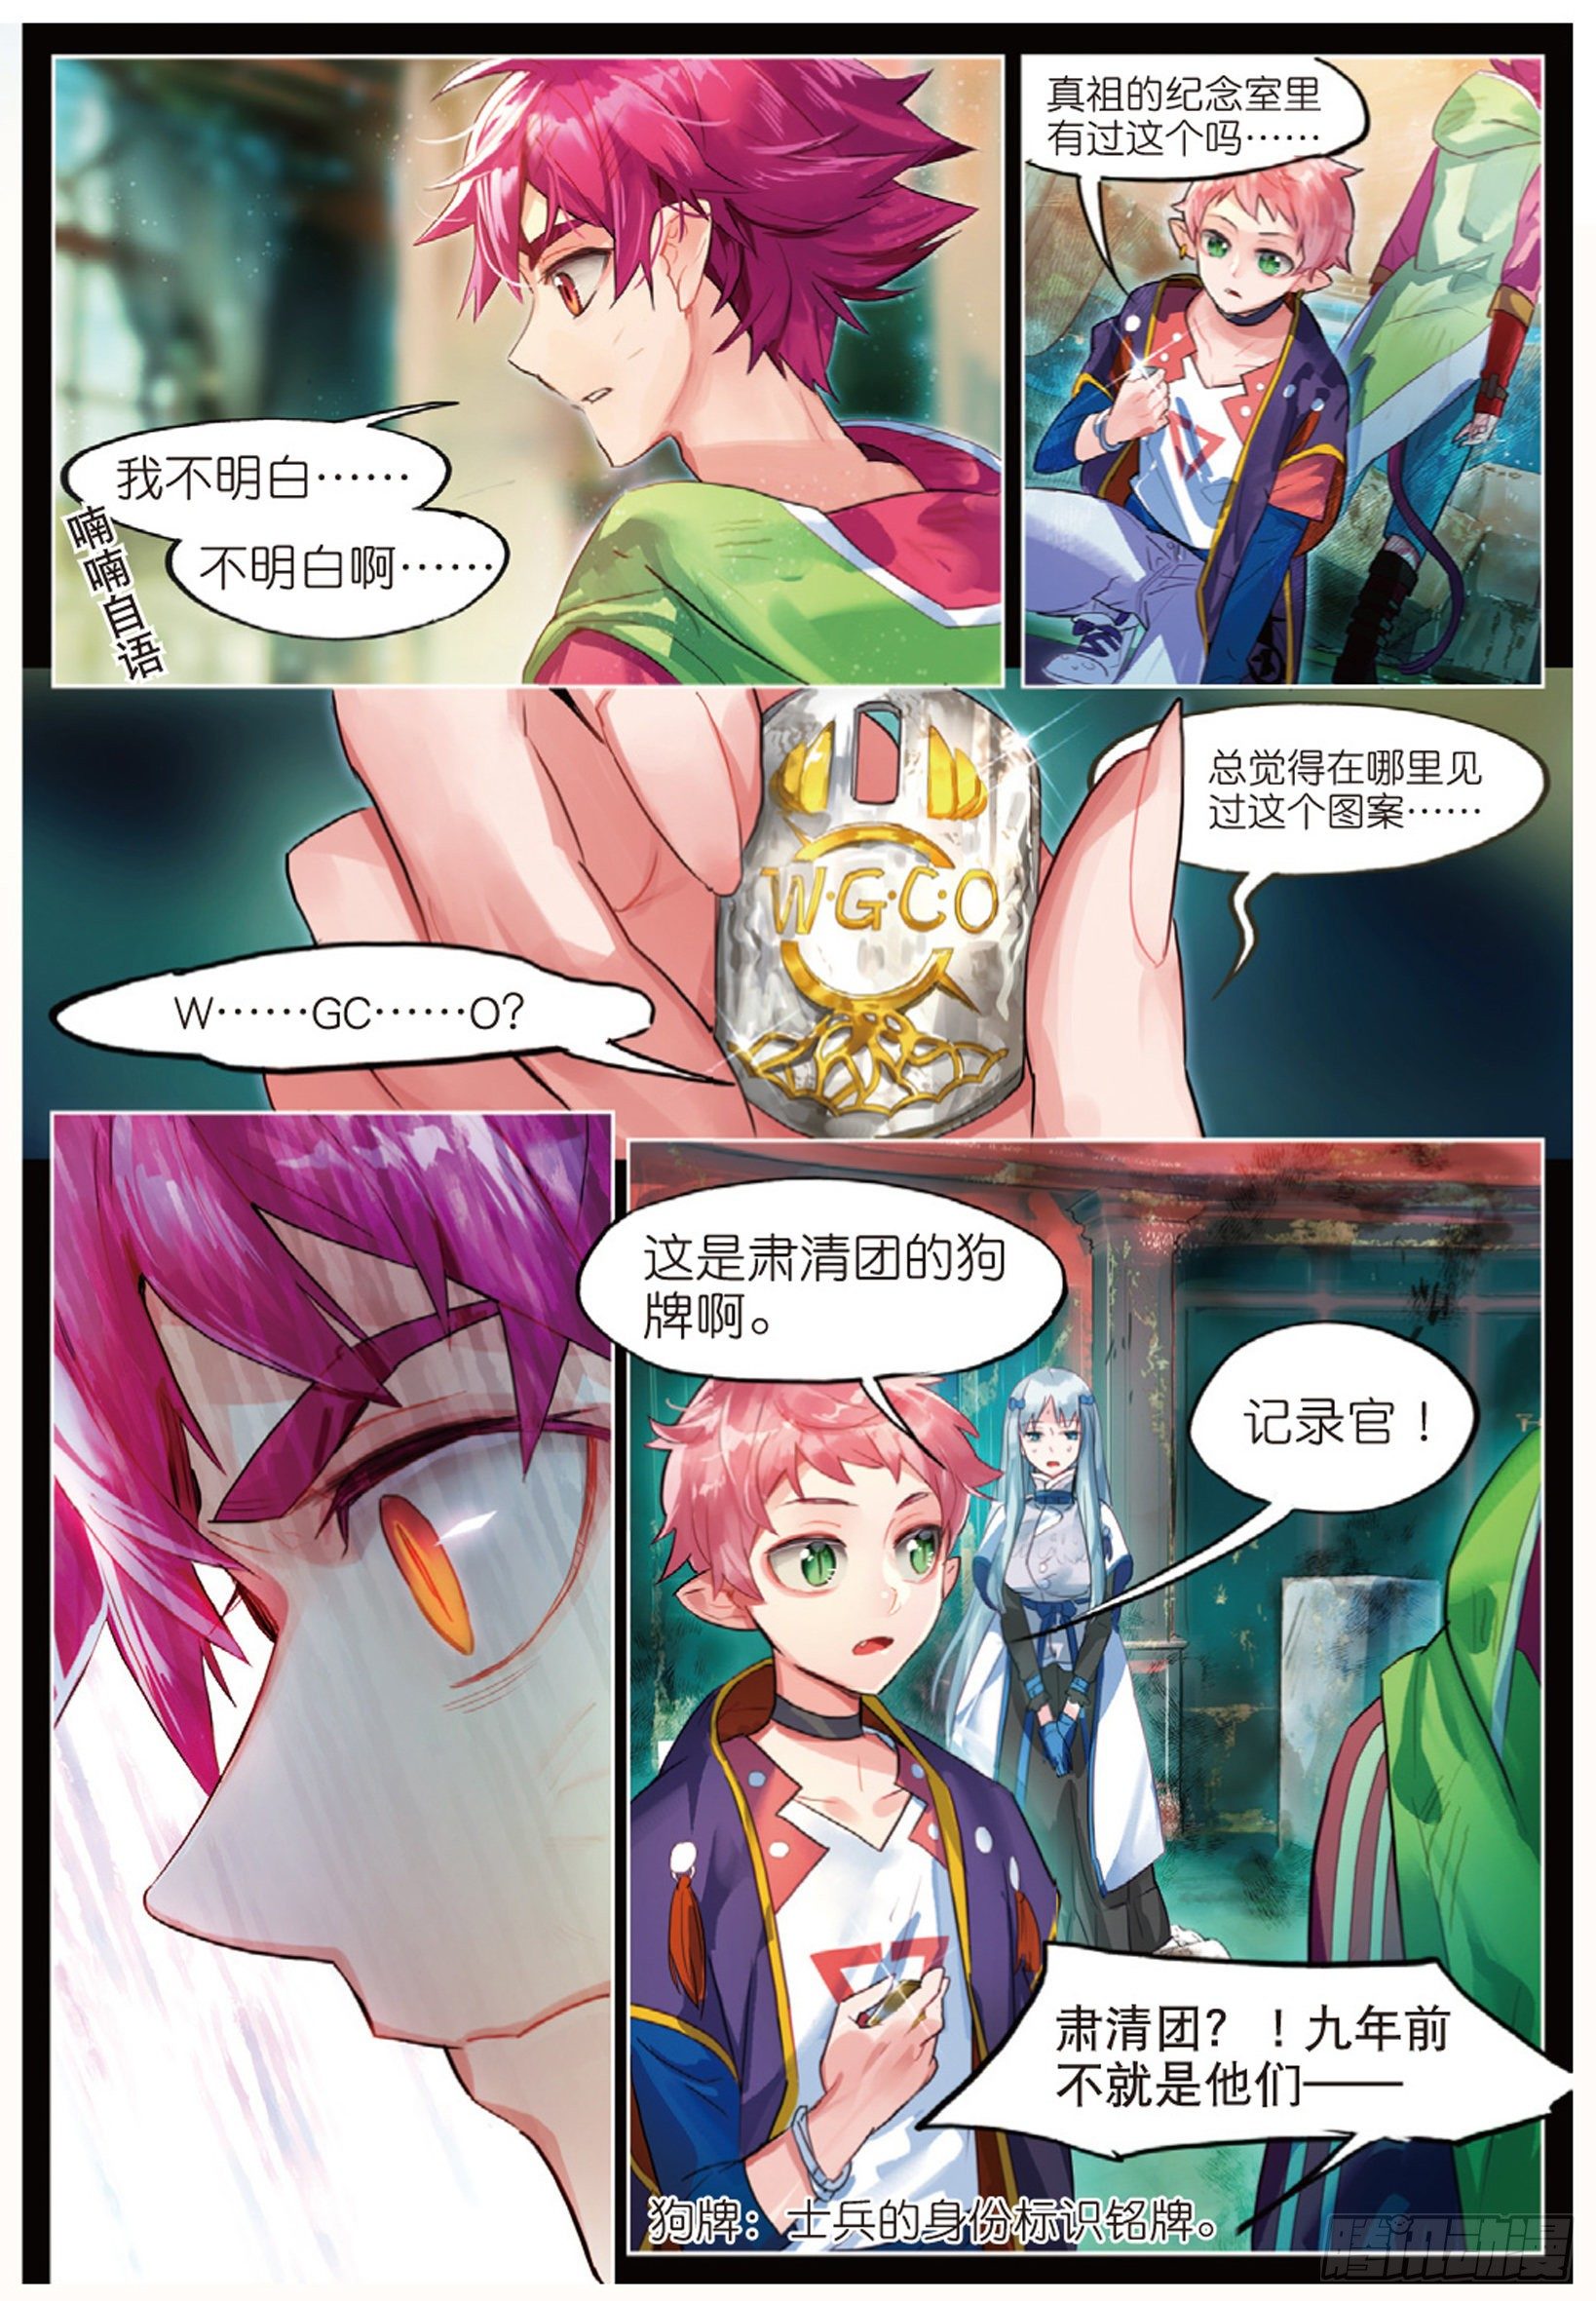 我不明白……
不明白啊……
喃喃自语
真祖的纪念室里
有过这个吗……
总觉得在哪里见
过这个图案……
W·G·C·O
W……GC……O？
这是肃清团的狗
牌啊。
记录官！
肃清团？！九年前
不就是他们——
狗牌：士兵的身份标识铭牌。
腾讯动漫